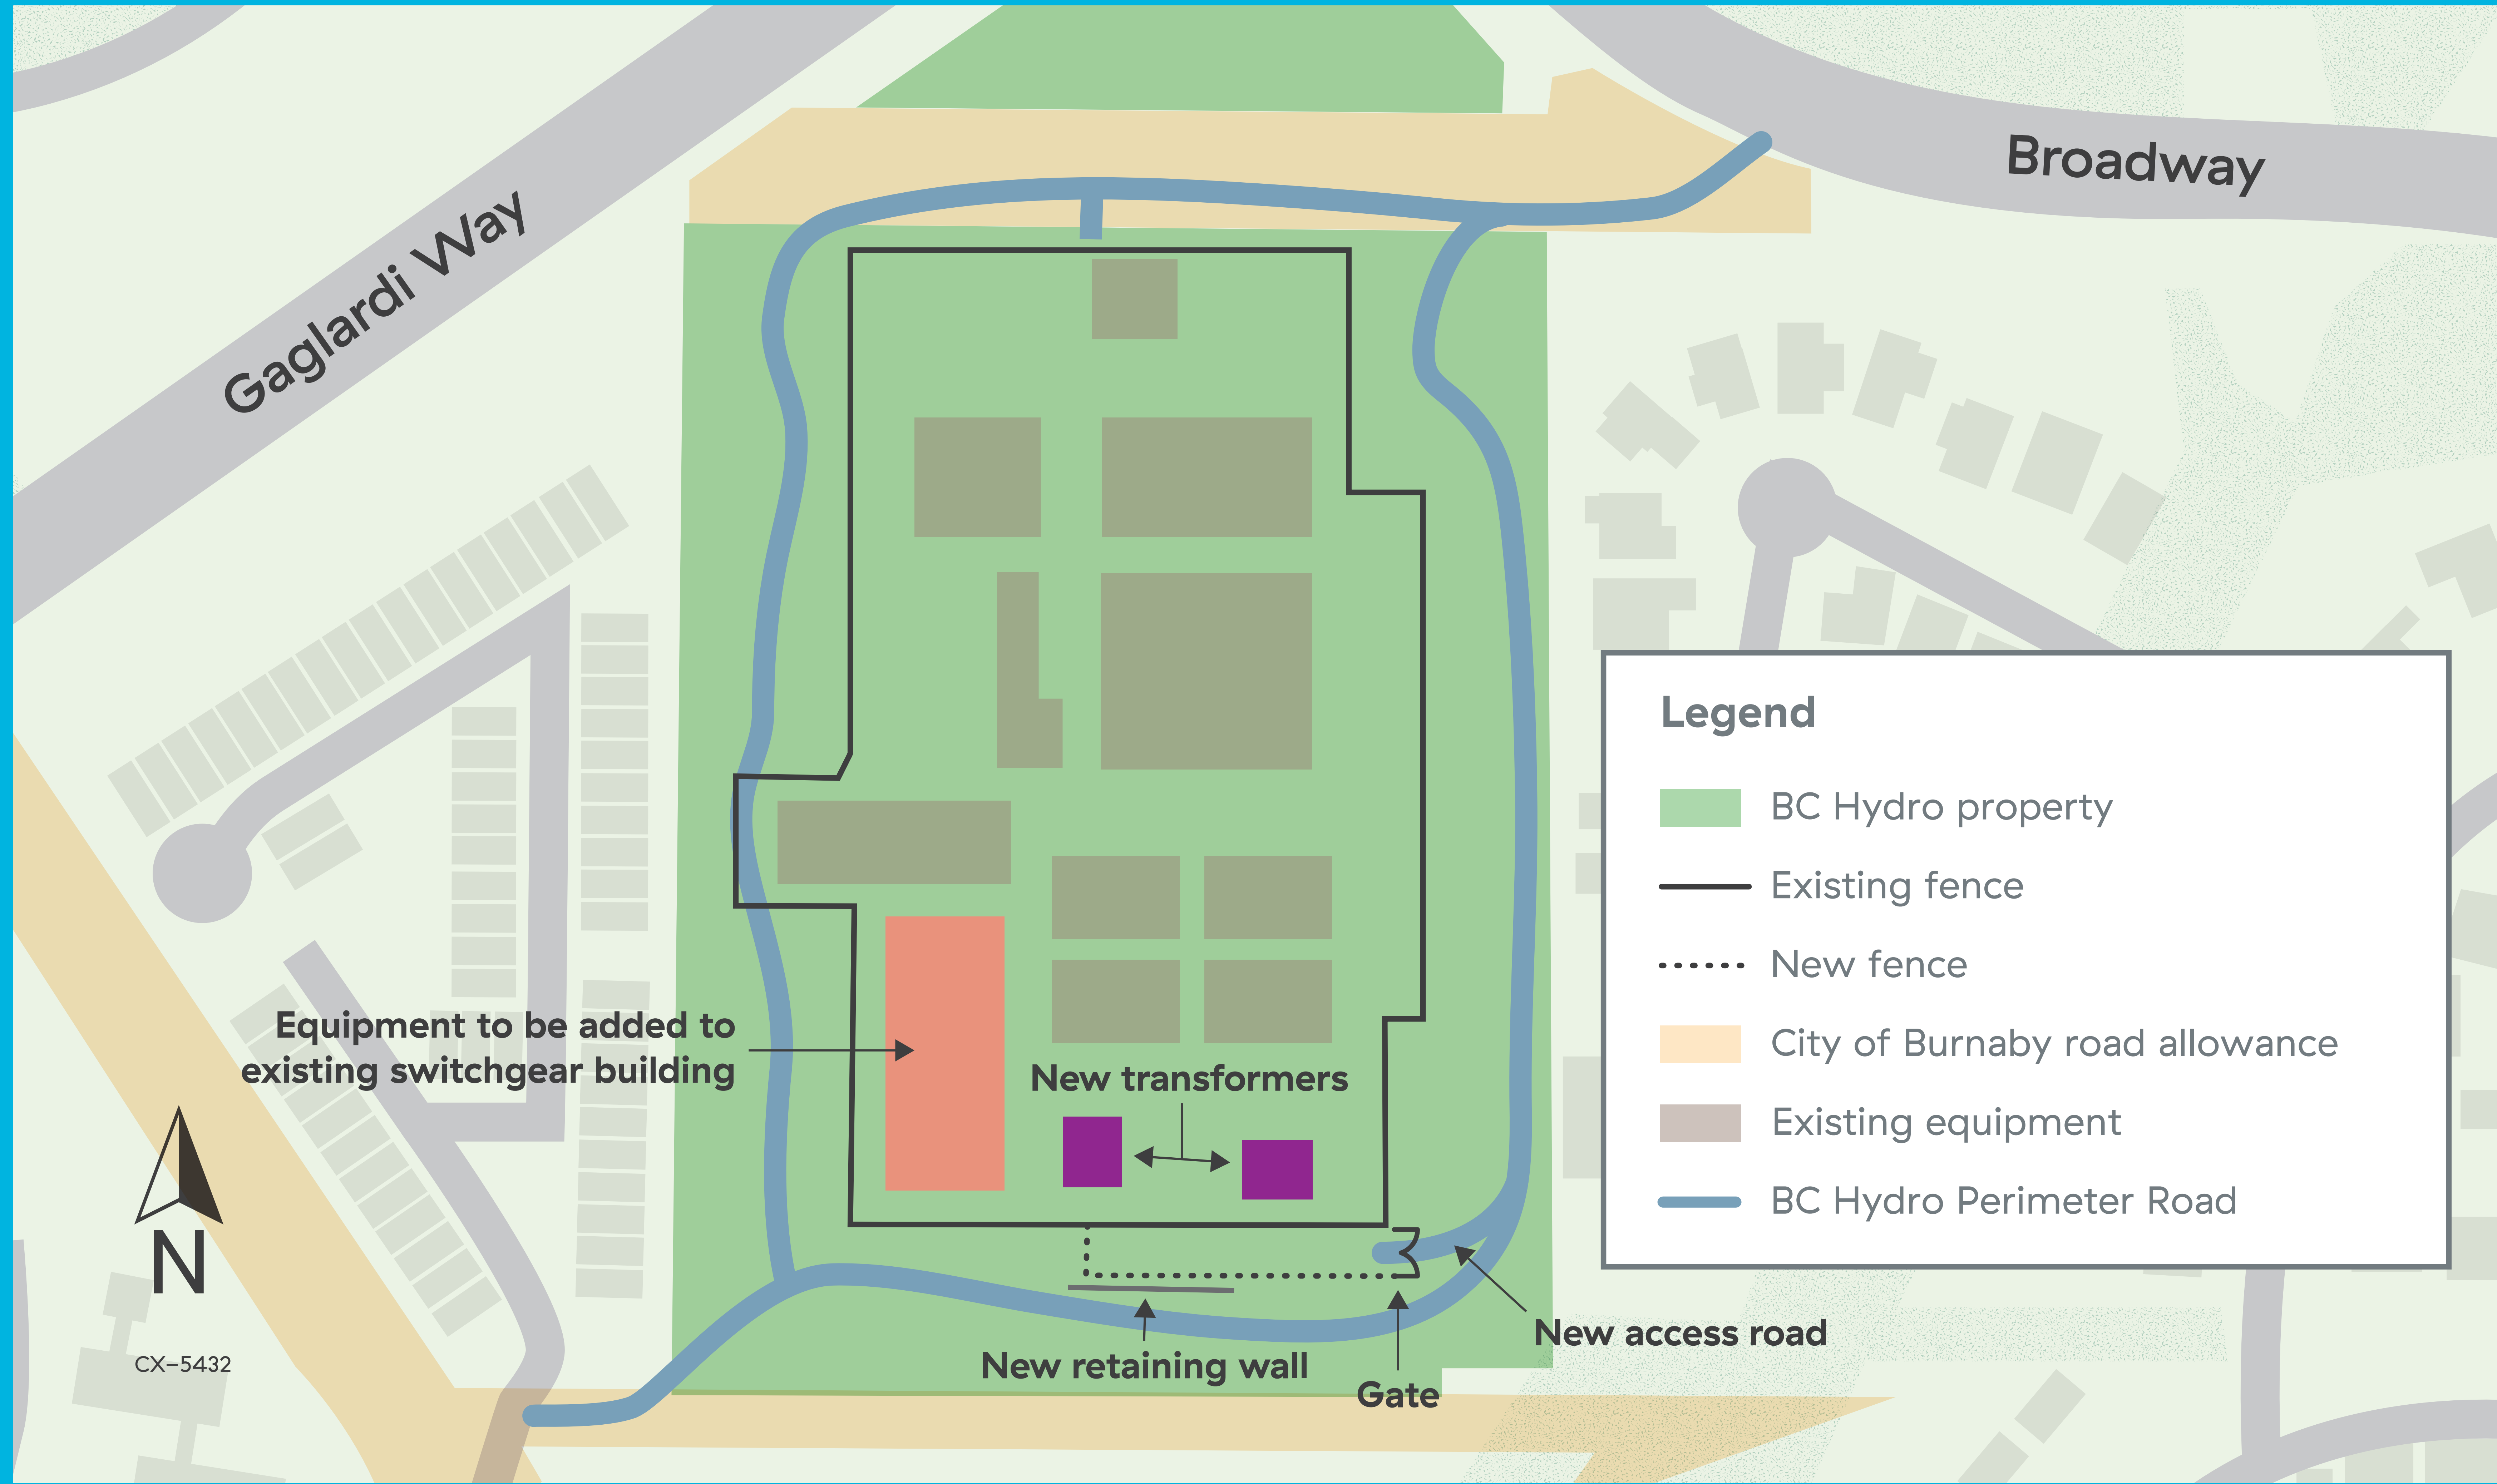 Broadway
Gaglardi Way
Legend
BC Hydro property
Existing fence
New fence
City of Burnaby road allowance
Existing equipment
BC Hydro Perimeter Road
Equipment to be added to
existing switchgear building
New transformers
N
CX-5432
New retaining wall
Gate
New access road